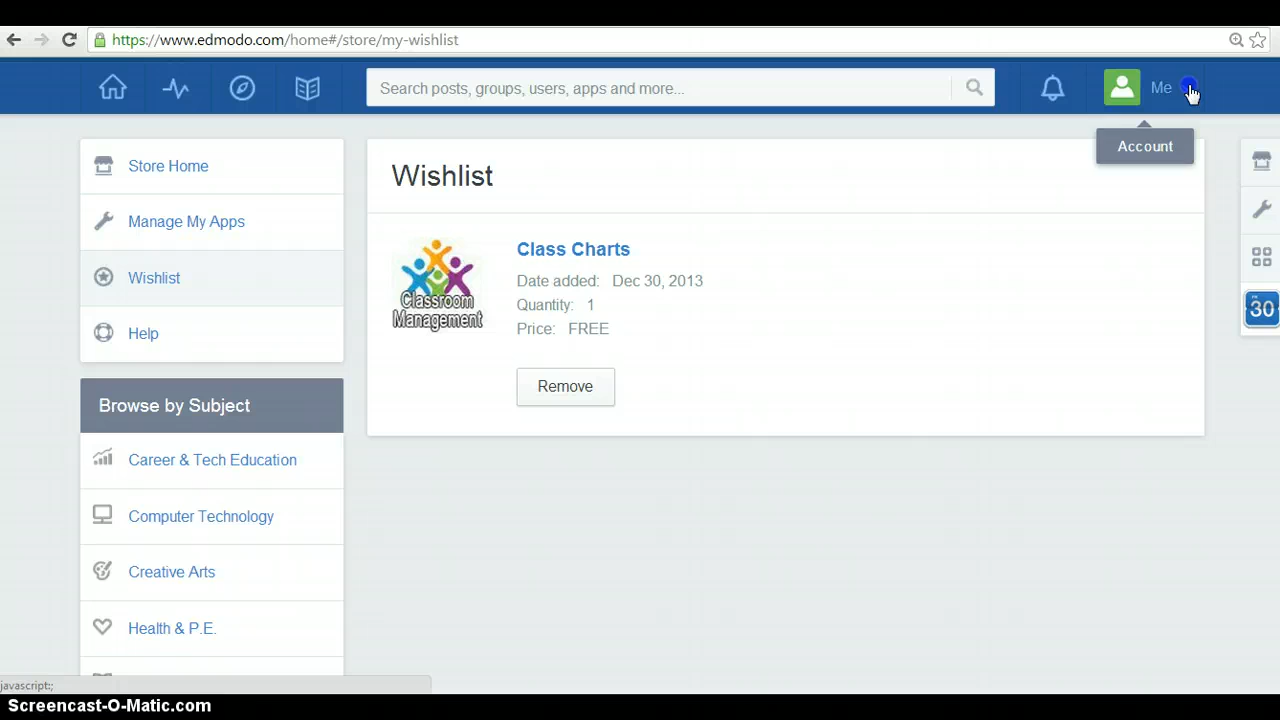 https://www.edmodo.com/home#/store/my-wishlist
Search posts, groups, users, apps and more...
Me
Account
Store Home
Manage My Apps
Wishlist
Help
Browse by Subject
Career & Tech Education
Computer Technology
Creative Arts
Health & P.E.
Wishlist
Classroom
Management
Class Charts
Date added: Dec 30, 2013
Quantity: 1
Price: FREE
Remove
30
javascript:;
Screencast-O-Matic.com